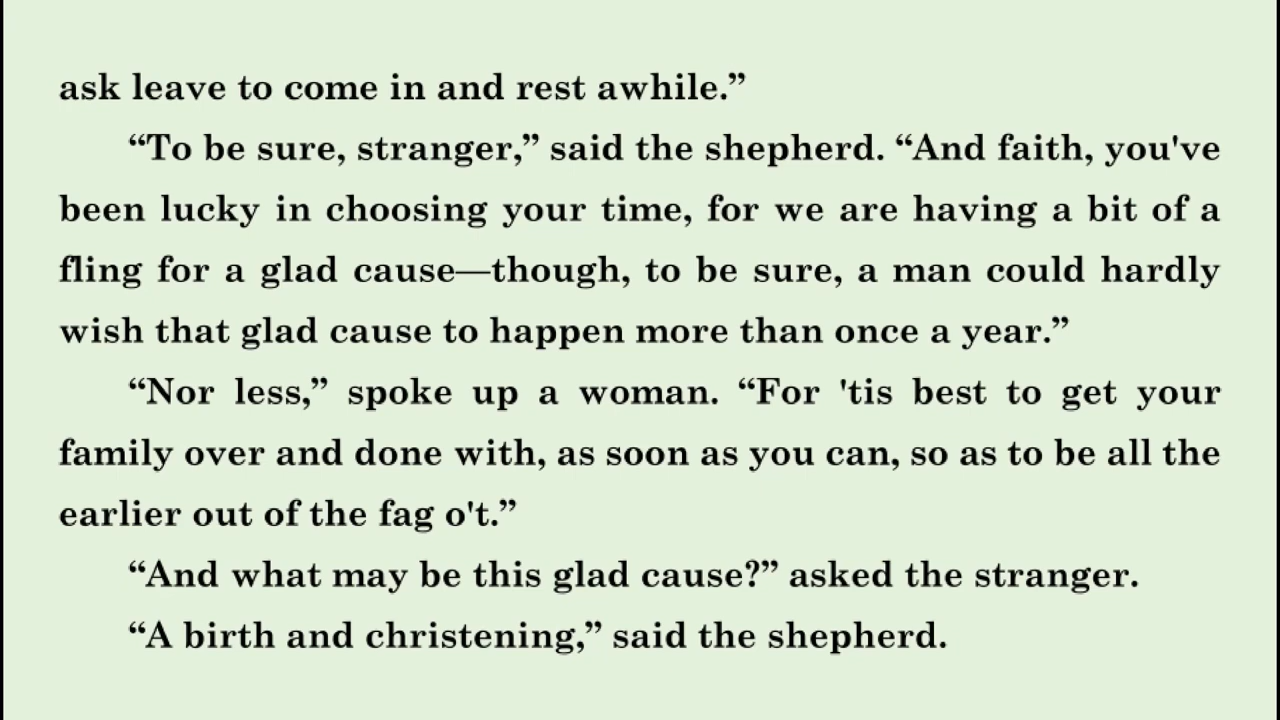 ask leave to come in and rest awhile.”
“To be sure, stranger,” said the shepherd. “And faith, you've
been lucky in choosing your time, for we are having a bit of a
fling for a glad cause—though, to be sure, a man could hardly
wish that glad cause to happen more than once a year.”
“Nor less,” spoke up a woman. “For 'tis best to get your
family over and done with, as soon as you can, so as to be all the
earlier out of the fag o't.”
“And what may be this glad cause?” asked the stranger.
“A birth and christening,” said the shepherd.